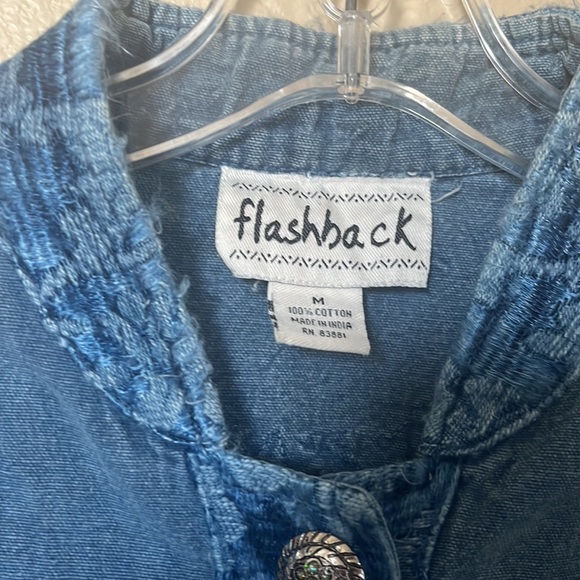 flashback
M
100% COTTON
MADE IN INDIA
RN. 83881